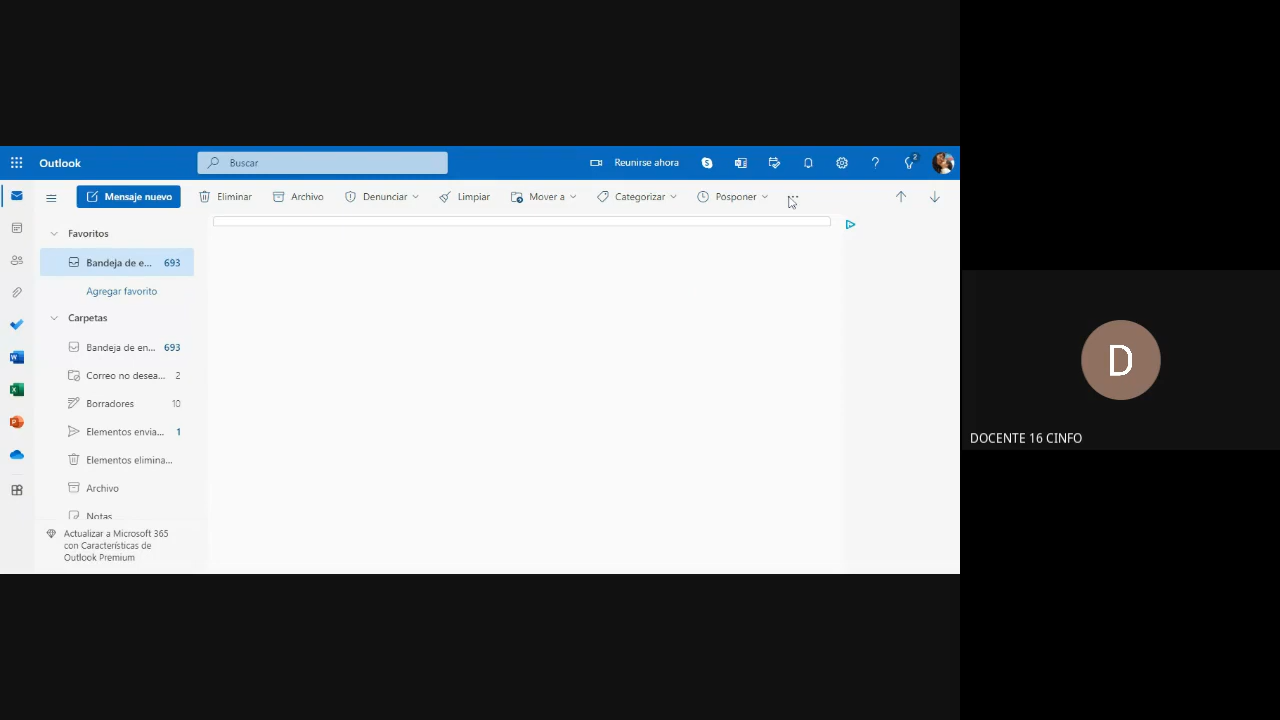 Outlook
Buscar
Reunirse ahora
2
Mensaje nuevo
Eliminar
Archivo
Denunciar
Limpiar
Mover a
Categorizar
Posponer
Favoritos
Bandeja de e... 693
Agregar favorito
Carpetas
Bandeja de en... 693
Correo no desea... 2
Borradores 10
Elementos envia... 1
Elementos elimina...
Archivo
Notas
Actualizar a Microsoft 365
con Características de
Outlook Premium
D
DOCENTE 16 CINFO